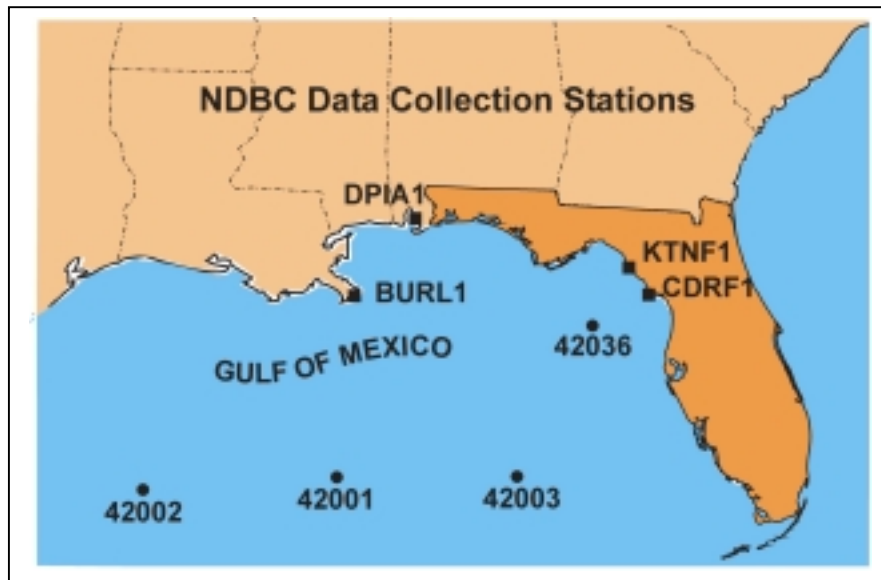 NDBC Data Collection Stations
DPIA1
KTNF1
BURL1
CDRF1
42036
GULF OF MEXICO
42002
42001
42003